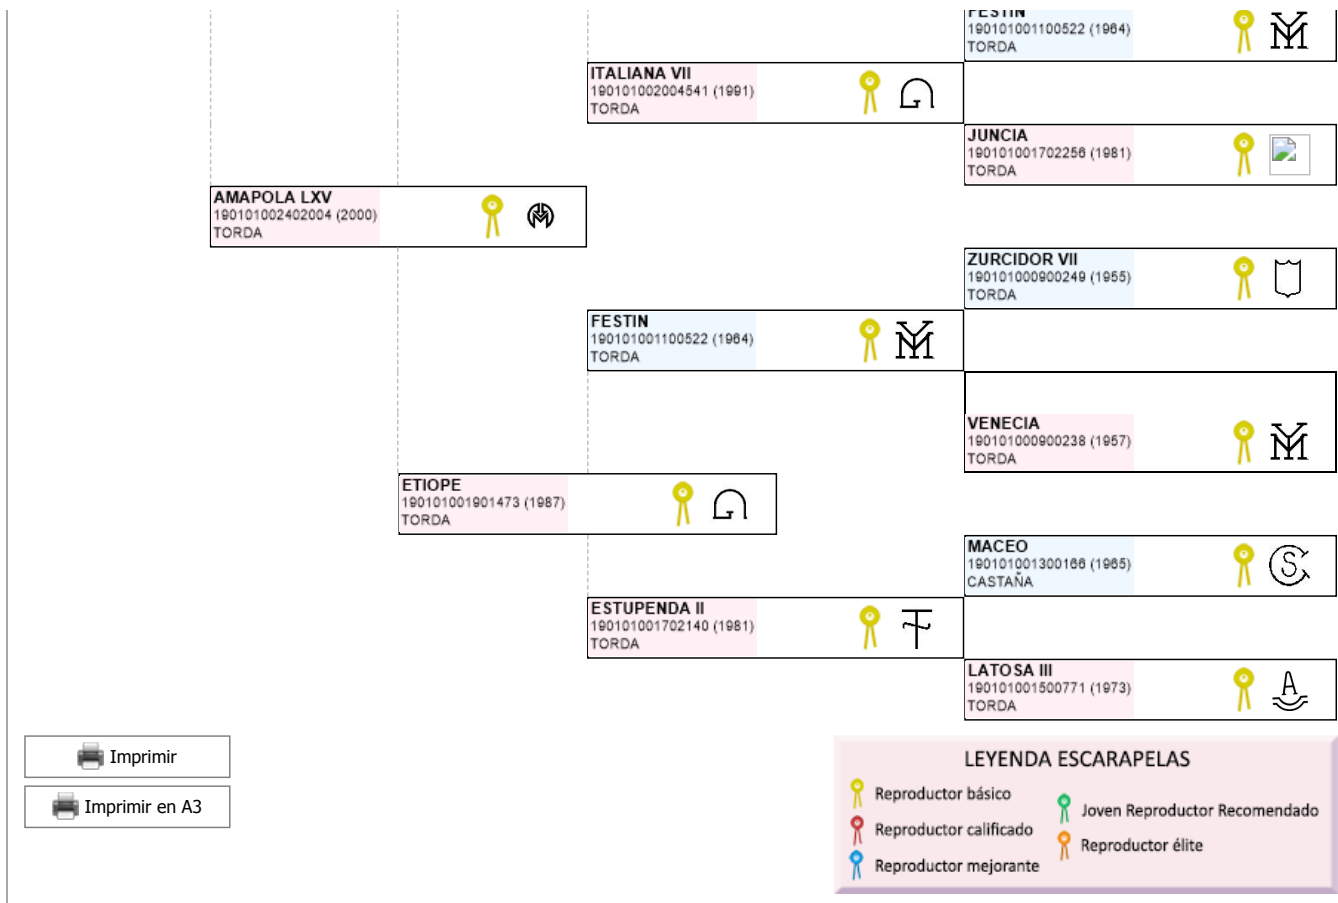 FESTIN
190101001100522 (1964)
TORDA
ITALIANA VII
190101002004541 (1991)
TORDA
JUNCIA
190101001702256 (1981)
TORDA
AMAPOLA LXV
190101002402004 (2000)
TORDA
ZURCIDOR VII
190101000900249 (1955)
TORDA
FESTIN
190101001100522 (1964)
TORDA
VENECIA
190101000900238 (1957)
TORDA
ETIOPE
190101001901473 (1987)
TORDA
MACEO
190101001300166 (1965)
CASTAÑA
ESTUPENDA II
190101001702140 (1981)
TORDA
LATOSA III
190101001500771 (1973)
TORDA
Imprimir
Imprimir en A3
LEYENDA ESCARAPELAS
Reproductor básico
Reproductor calificado
Reproductor mejorante
Joven Reproductor Recomendado
Reproductor élite